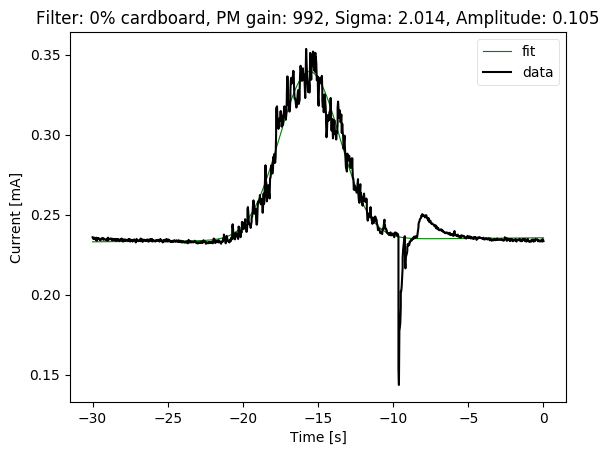 Filter: 0% cardboard, PM gain: 992, Sigma: 2.014, Amplitude: 0.105
fit
data
0.35
0.30
0.25
0.20
0.15
Current [mA]
−30
−25
−20
−15
−10
−5
0
Time [s]